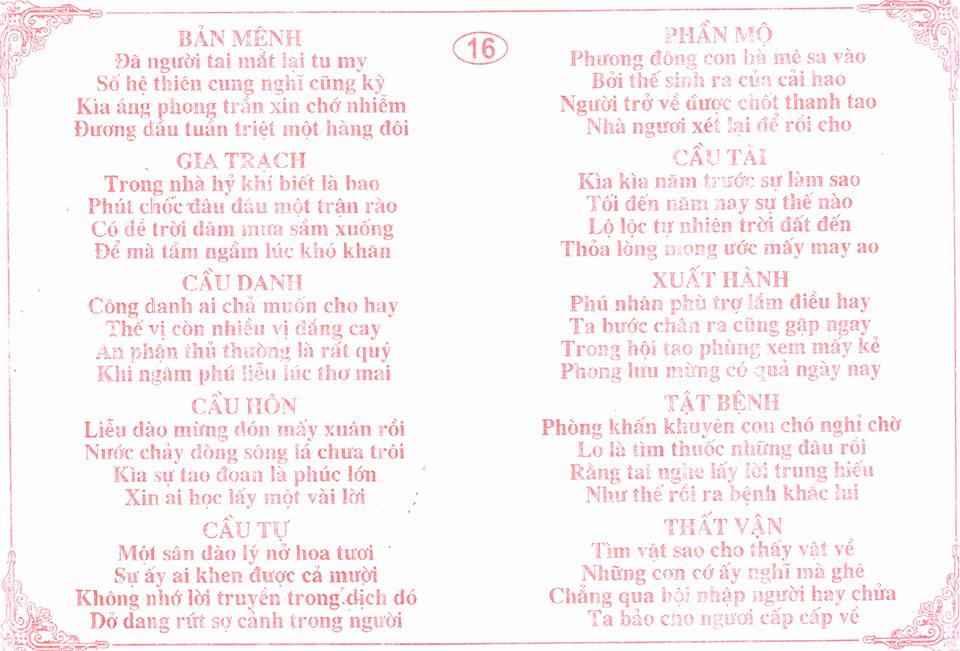 16
BẢN MÊNH
Đã người tai mắt lại tu my
Số hệ thiên cung nghĩ cũng kỳ
Kìa áng phong trần xin chớ nhiễm
Đương đầu tuần triệt một hàng đôi
GIA TRẠCH
Trong nhà hỷ khí biết là bao
Phút chốc đâu đâu một trận rào
Có để trời dâm mưa sầm xuống
Để mà tầm ngầm lúc khó khăn
CẦU DANH
Công danh ai chả muốn cho hay
Thế vị còn nhiều vị đắng cay
An phận thủ thường là rất quý
Khi ngâm phú liễu lúc thơ mai
CẦU HÔN
Liễu đào mừng đón mấy xuân rồi
Nước chảy dòng sông lá chưa trôi
Kìa sự tao đoan là phúc lớn
Xin ai học lấy một vài lời
CẦU TỰ
Một sân đào lý nở hoa tươi
Sự ấy ai khen được cả mười
Không nhớ lời truyền trong dịch đó
Dở dang rứt sợ cảnh trong người
PHẦN MỘ
Phương đông con hà mê sa vào
Bởi thế sinh ra của cải hao
Người trở về được chốt thanh tao
Nhà ngươi xét lại để rồi cho
CẦU TÀI
Kìa kìa năm trước sự làm sao
Tối đến năm nay sự thế nào
Lộ lộc tự nhiên trời đất đến
Thỏa lòng mong ước mấy may ao
XUẤT HÀNH
Phú nhân phù trợ lắm điều hay
Ta bước chân ra cũng gặp ngay
Trong hội tao phùng xem mấy kẻ
Phong lưu mừng có quả ngày nay
TẬT BỆNH
Phòng khấn khuyên con chó nghỉ chờ
Lo là tìm thuốc những đâu rồi
Rằng tai nghe lấy lời trung hiếu
Như thế rồi ra bệnh khắc lui
THẤT VẬN
Tìm vật sao cho thấy vật về
Những con cớ ấy nghĩ mà ghê
Chẳng qua bội nhập người hay chửa
Ta bảo cho ngươi cấp cấp về